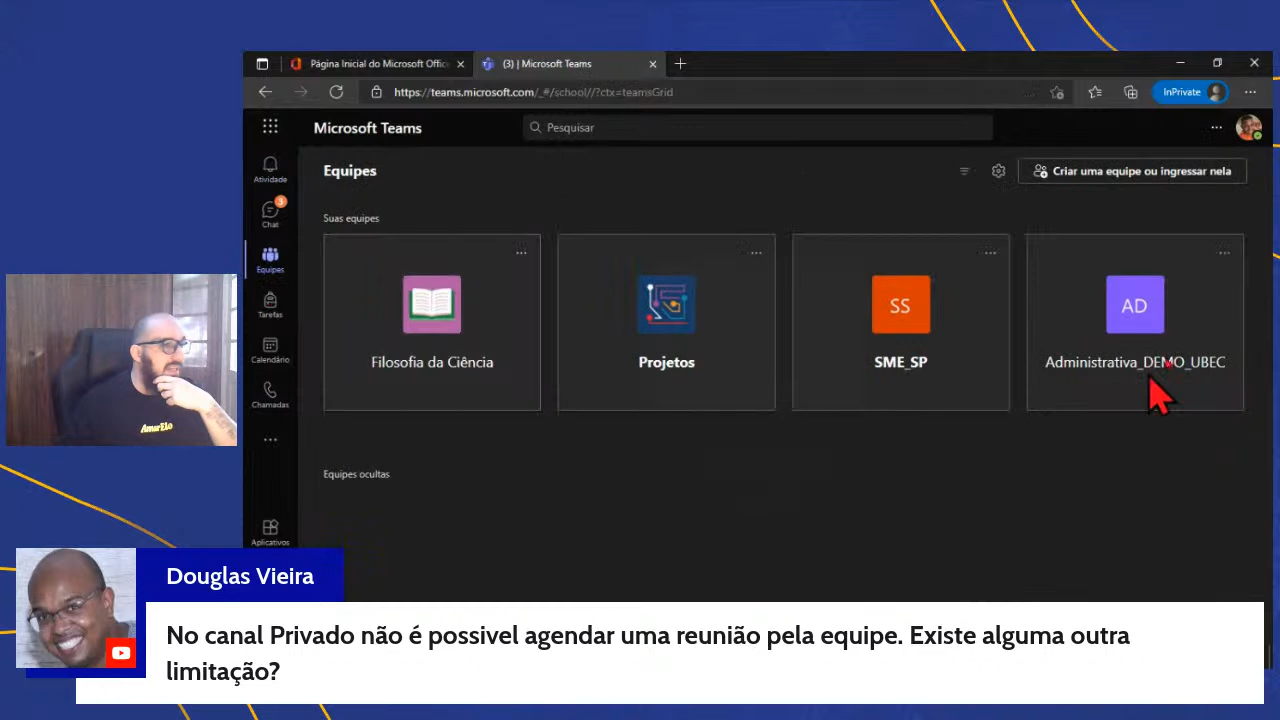 Página Inicial do Microsoft Office
(3) | Microsoft Teams
https://teams.microsoft.com/_#/school//?ctx=teamsGrid
InPrivate
Microsoft Teams
Pesquisar
Atividade
Chat
3
Equipes
Tarefas
Calendário
Chamadas
Aplicativos
Equipes
Criar uma equipe ou ingressar nela
Suas equipes
Filosofia da Ciência
Projetos
SS
SME_SP
AD
Administrativa_DEMO_UBEC
Equipes ocultas
AmarElo
Douglas Vieira
No canal Privado não é possivel agendar uma reunião pela equipe. Existe alguma outra
limitação?